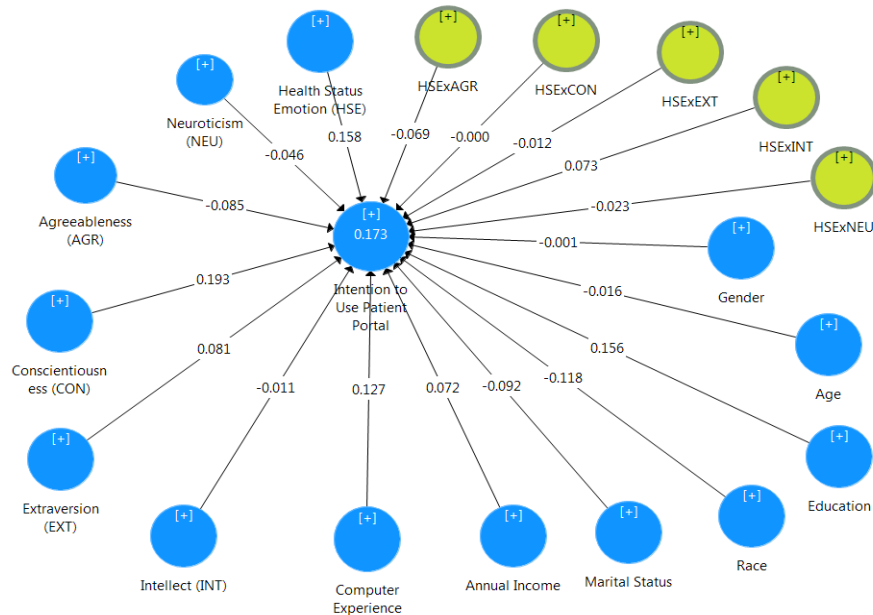 [+]
Health Status
Emotion (HSE)
[+]
HSExAGR
[+]
HSExCON
[+]
HSExEXT
[+]
HSExINT
[+]
HSExNEU
[+]
Neuroticism
(NEU)
[+]
Agreeableness
(AGR)
[+]
Conscientiousn
ess (CON)
[+]
Extraversion
(EXT)
[+]
Intellect (INT)
[+]
Computer
Experience
[+]
Annual Income
[+]
Marital Status
[+]
Race
[+]
Education
[+]
Age
[+]
Gender
[+]
0.173
Intention to
Use Patient
Portal
0.158
-0.069
-0.000
-0.012
0.073
-0.023
-0.001
-0.016
0.156
-0.118
-0.092
0.072
0.127
-0.011
0.081
0.193
-0.085
-0.046